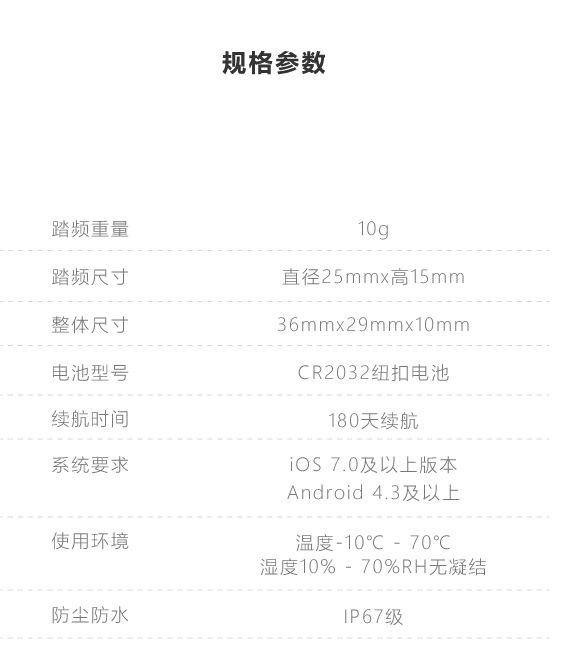 规格参数
踏频重量 10g
踏频尺寸 直径25mmx高15mm
整体尺寸 36mmx29mmx10mm
电池型号 CR2032纽扣电池
续航时间 180天续航
系统要求 iOS 7.0及以上版本
Android 4.3及以上
使用环境 温度-10℃ - 70℃
湿度10% - 70%RH无凝结
防尘防水 IP67级